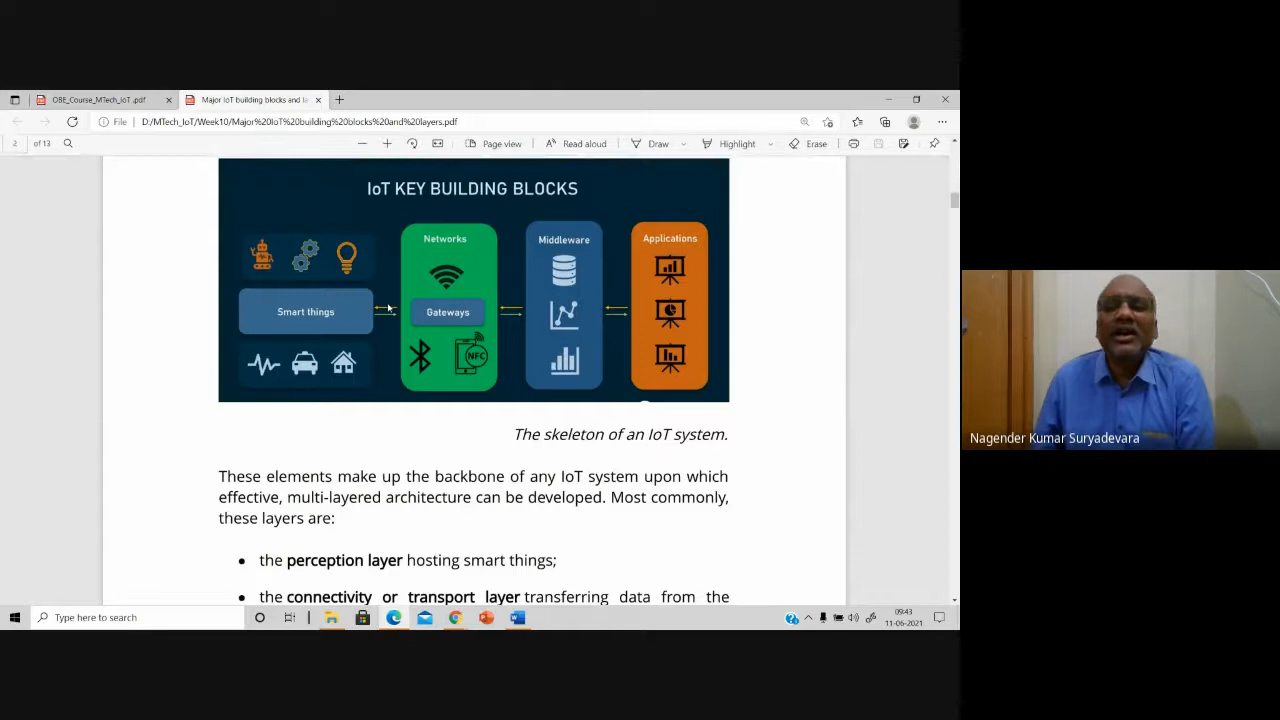 OBE_Course_MTech_IoT .pdf
Major IoT building blocks and la
File
D:/MTech_IoT/Week10/Major%20IoT%20building%20blocks%20and%20layers.pdf
2 of 13
Page view
Read aloud
Draw
Highlight
Erase
IoT KEY BUILDING BLOCKS
Networks
Middleware
Applications
Smart things
Gateways
NFC
The skeleton of an IoT system.
These elements make up the backbone of any IoT system upon which
effective, multi-layered architecture can be developed. Most commonly,
these layers are:
• the perception layer hosting smart things;
• the connectivity or transport layer transferring data from the
Nagender Kumar Suryadevara
Type here to search
09:43
11-06-2021